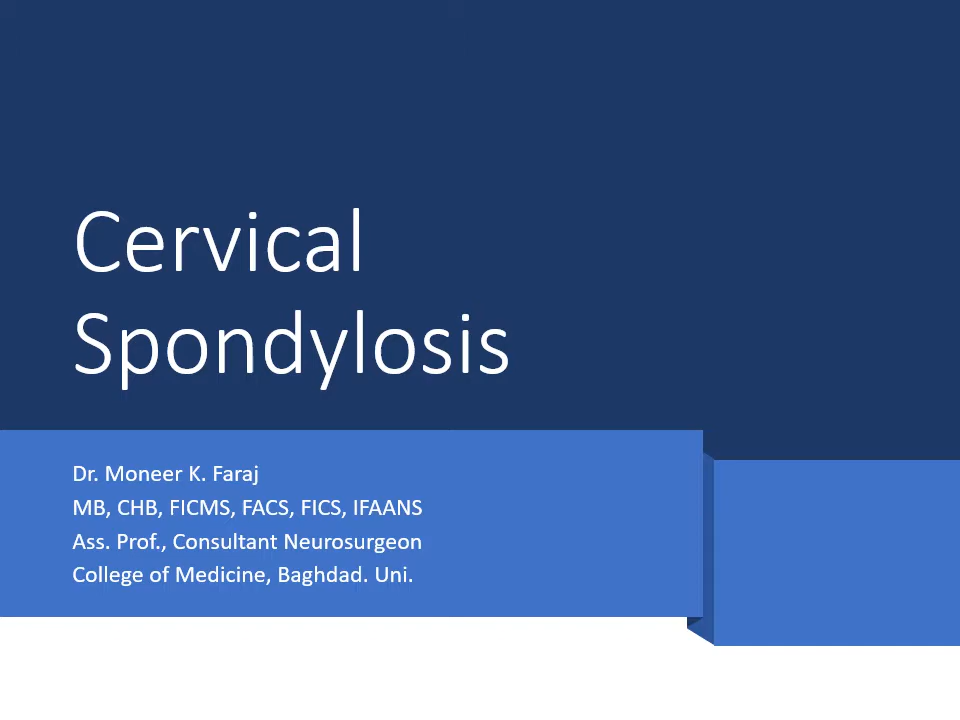 Cervical
Spondylosis
Dr. Moneer K. Faraj
MB, CHB, FICMS, FACS, FICS, IFAANS
Ass. Prof., Consultant Neurosurgeon
College of Medicine, Baghdad. Uni.